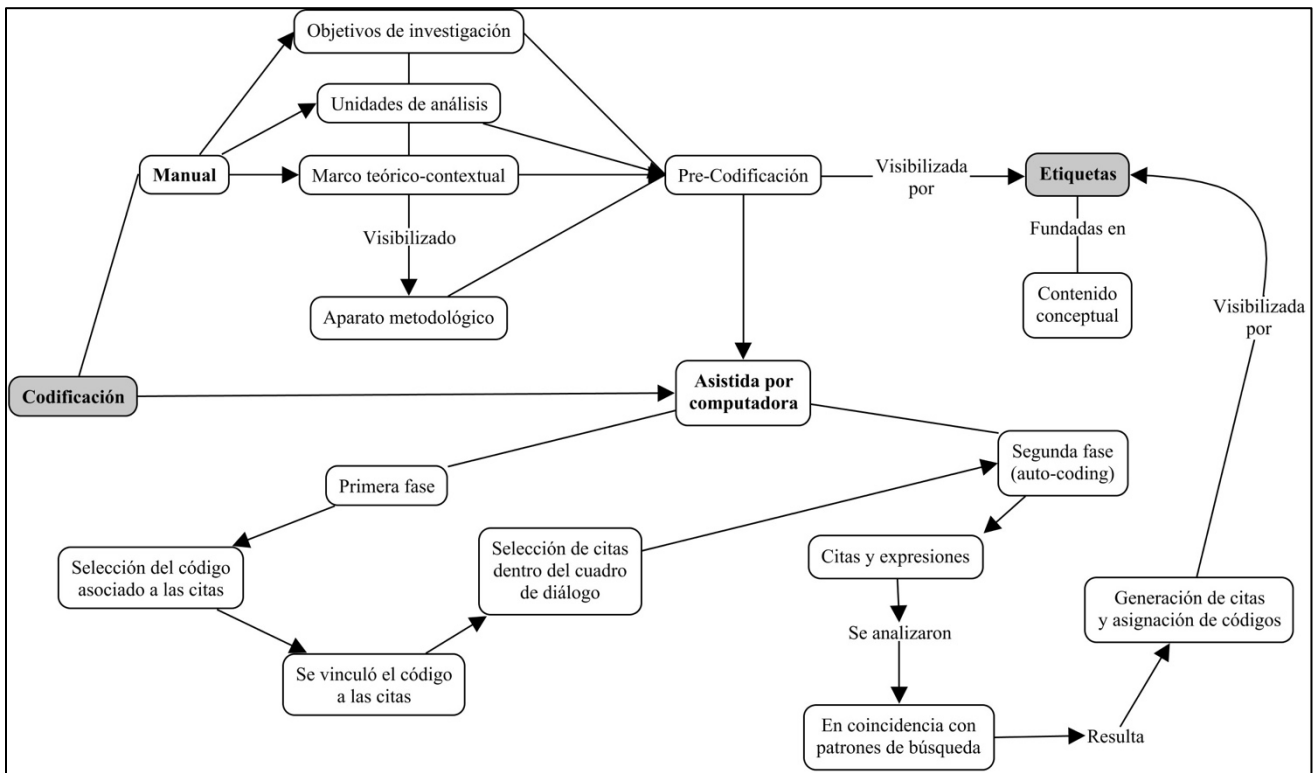 Objetivos de investigación
Unidades de análisis
Manual
Marco teórico-contextual
Pre-Codificación
Visibilizada
por
Etiquetas
Visibilizado
Fundadas en
Aparato metodológico
Contenido
conceptual
Visibilizada
por
Codificación
Asistida por
computadora
Primera fase
Segunda fase
(auto-coding)
Selección del código
asociado a las citas
Selección de citas
dentro del cuadro
de diálogo
Citas y expresiones
Generación de citas
y asignación de códigos
Se analizaron
Se vinculó el código
a las citas
En coincidencia con
patrones de búsqueda
Resulta